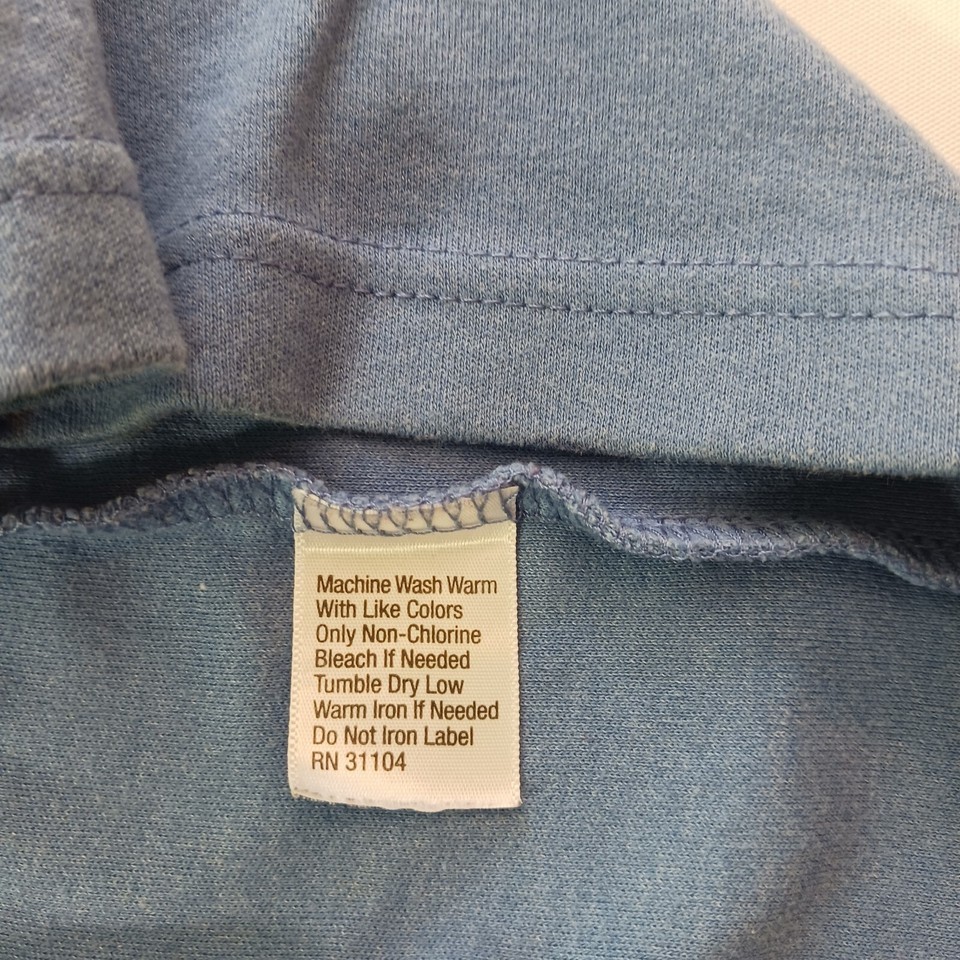 Machine Wash Warm
With Like Colors
Only Non-Chlorine
Bleach If Needed
Tumble Dry Low
Warm Iron If Needed
Do Not Iron Label
RN 31104